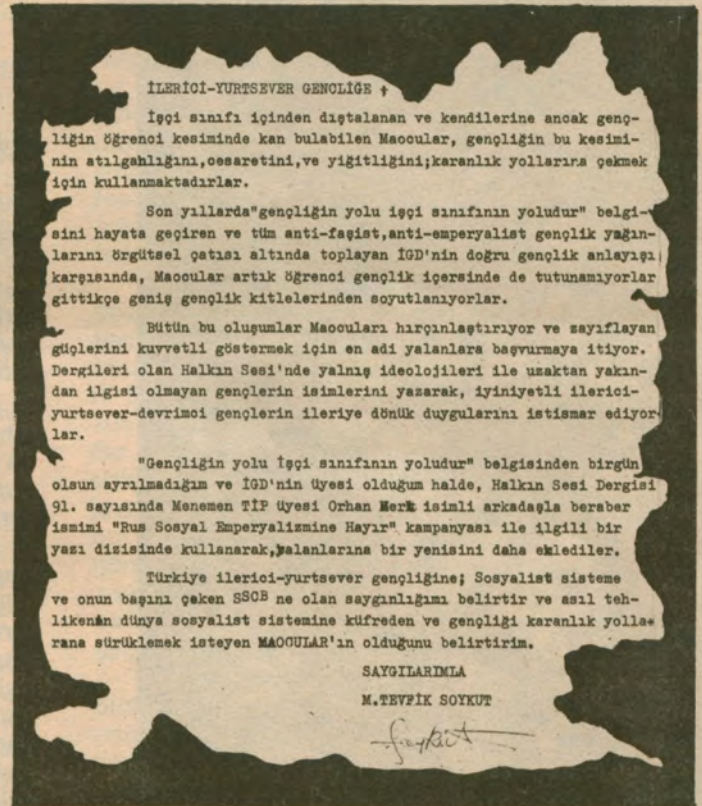 İLERİCİ-YURTSEVER GENÇLİĞE
İşçi sınıfı içinden dıştalanan ve kendilerine ancak genç-
liğin öğrenci kesiminde kan bulabilen Maocular, gençliğin bu kesimi-
nin atılgahlığını,cesaretini,ve yiğitliğini;karanlık yollarına çekmek
için kullanmaktadırlar.
Son yıllarda"gençliğin yolu işçi sınıfının yoludur" belgi-
sini hayata geçiren ve tüm anti-faşist,anti-emperyalist gençlik yığın-
larını örgütsel çatısı altında toplayan İGD'nin doğru gençlik anlayışı
karşısında, Maocular artık öğrenci gençlik içersinde de tutunamıyorlar
gittikçe geniş gençlik kitlelerinden soyutlanıyorlar.
Bütün bu oluşumlar Maocuları hırçınlaştırıyor ve zayıflayan
güçlerini kuvvetli göstermek için en adi yalanlara başvurmaya itiyor.
Dergileri olan Halkın Sesi'nde yalnış ideolojileri ile uzaktan yakın-
dan ilgisi olmayan gençlerin isimlerini yazarak, iyiniyetli ilerici-
yurtsever-devrimci gençlerin ileriye dönük duygularını istismar ediyor
lar.
"Gençliğin yolu İşçi sınıfının yoludur" belgisinden birgün
olsun ayrılmadığım ve İGD'nin üyesi olduğum halde, Halkın Sesi Dergisi
91. sayısında Menemen TİP üyesi Orhan Mert isimli arkadaşla beraber
ismimi "Rus Sosyal Emperyalizmine Hayır" kampanyası ile ilgili bir
yazı dizisinde kullanarak,yalanlarına bir yenisini daha eklediler.
Türkiye ilerici-yurtsever gençliğine; Sosyalist sisteme
ve onun başını çeken SSCB ne olan saygınlığımı belirtir ve asıl teh-
likenin dünya sosyalist sistemine küfreden ve gençliği karanlık yolla-
rana sürüklemek isteyen MAOCULAR'ın olduğunu belirtirim.
SAYGILARIMLA
M.TEVFİK SOYKUT